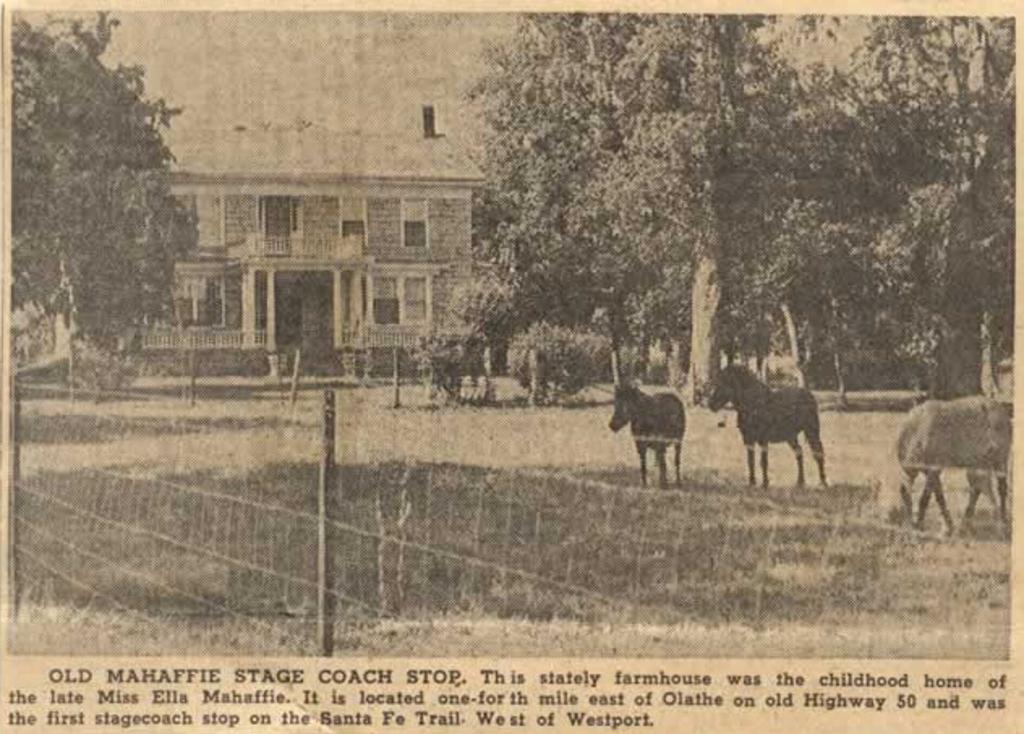 OLD MAHAFFIE STAGE COACH STOP. This stately farmhouse was the childhood home of
the late Miss Ella Mahaffie. It is located one-forth mile east of Olathe on old Highway 50 and was
the first stagecoach stop on the Santa Fe Trail. West of Westport.